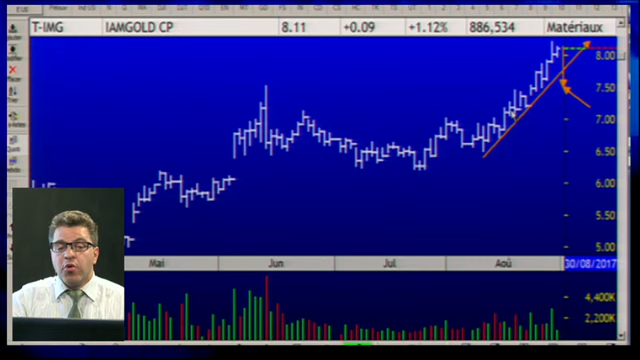 T-IMG IAMGOLD CP 8.11 +0.09 +1.12% 886,534 Matériaux
8.00
7.50
7.00
6.50
6.00
5.50
5.00
Mai Jun Jul Aoû 30/08/2017
4,400K
2,200K